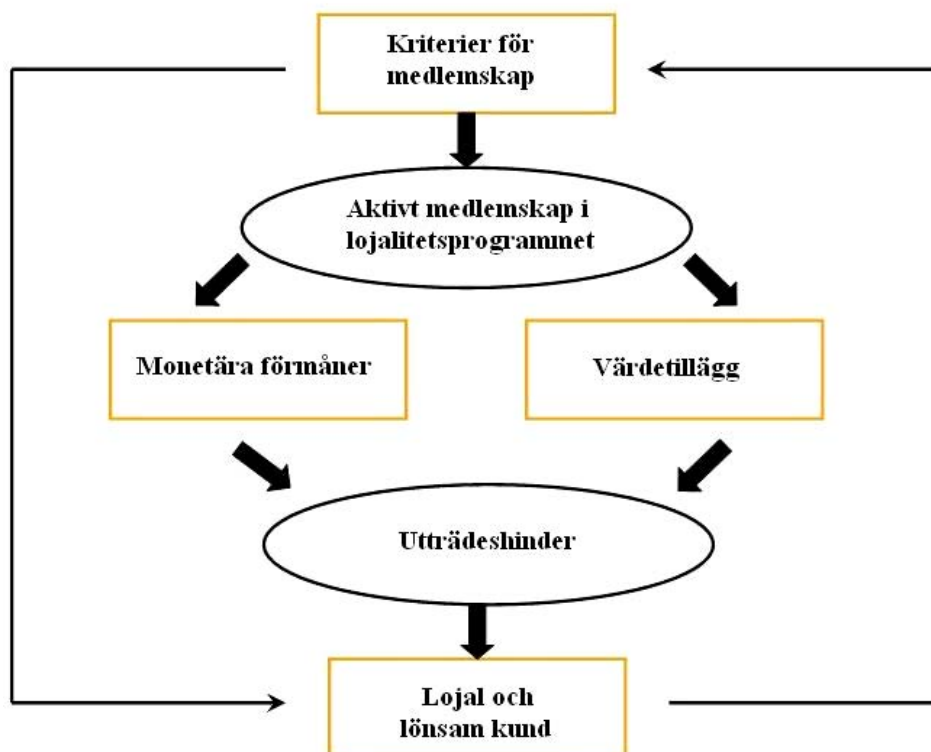 Kriterier för
medlemskap
Aktivt medlemskap i
lojalitetsprogrammet
Monetära förmåner
Värdetillägg
Utträdeshinder
Lojal och
lönsam kund